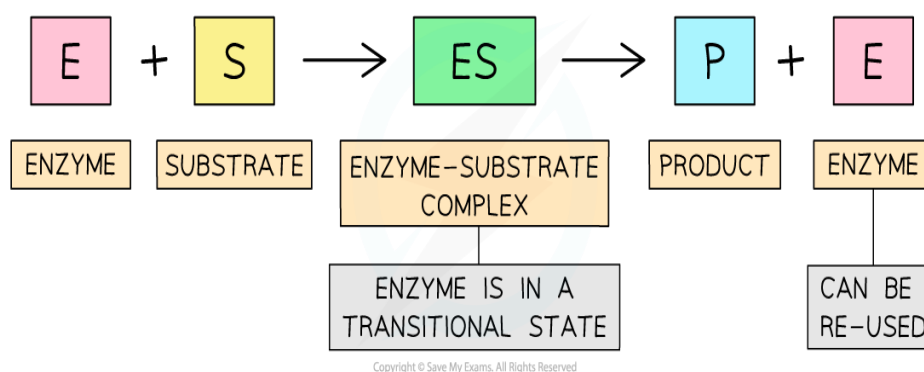 E + S → ES → P + E
ENZYME SUBSTRATE ENZYME-SUBSTRATE COMPLEX PRODUCT ENZYME
ENZYME IS IN A
TRANSITIONAL STATE
CAN BE
RE-USED
Copyright © Save My Exams. All Rights Reserved